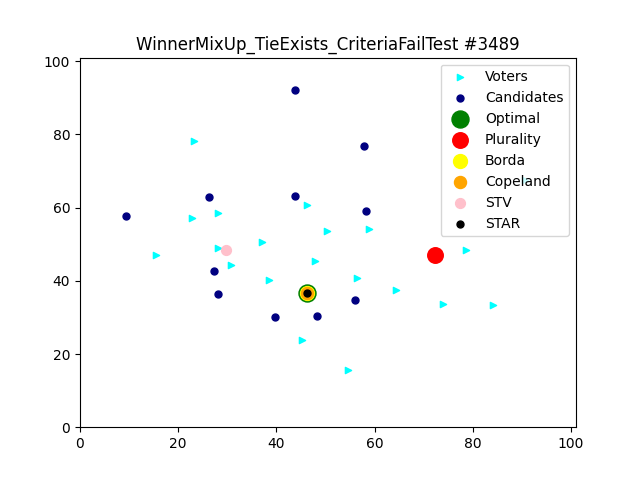 WinnerMixUp_TieExists_CriteriaFailTest #3489
100
80
60
40
20
0
0
20
40
60
80
100
Voters
Candidates
Optimal
Plurality
Borda
Copeland
STV
STAR